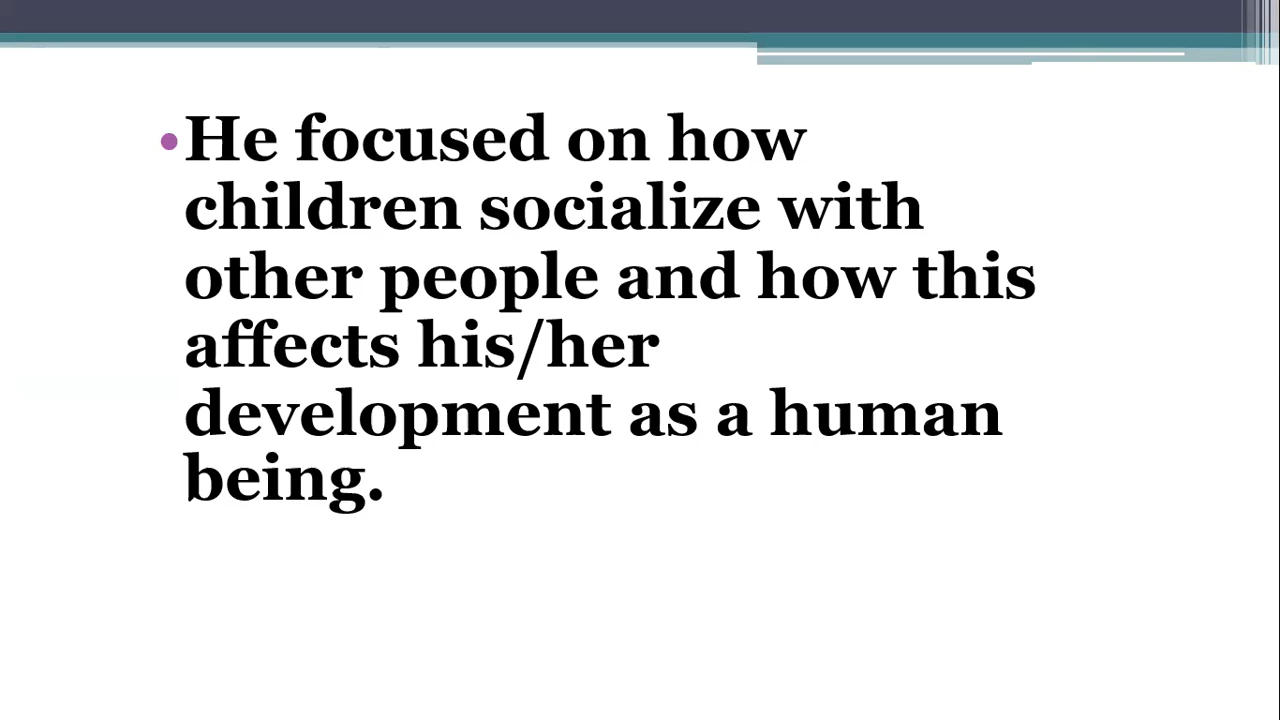 •He focused on how
children socialize with
other people and how this
affects his/her
development as a human
being.